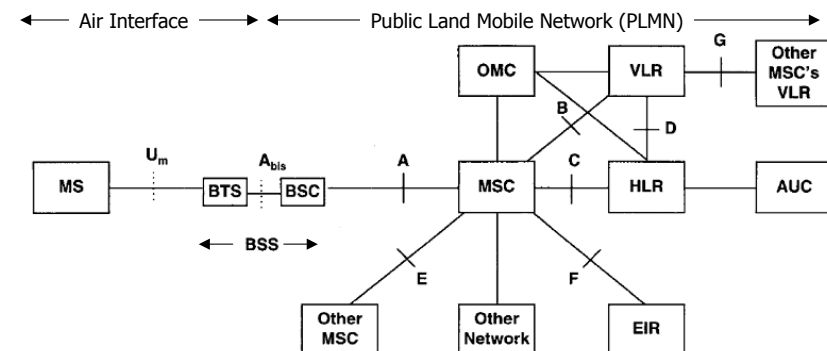 Air Interface
Public Land Mobile Network (PLMN)
G
OMC
VLR
Other
MSC's
VLR
B
D
Um
Abis
A
C
MS
BTS
BSC
MSC
HLR
AUC
BSS
E
F
Other
MSC
Other
Network
EIR